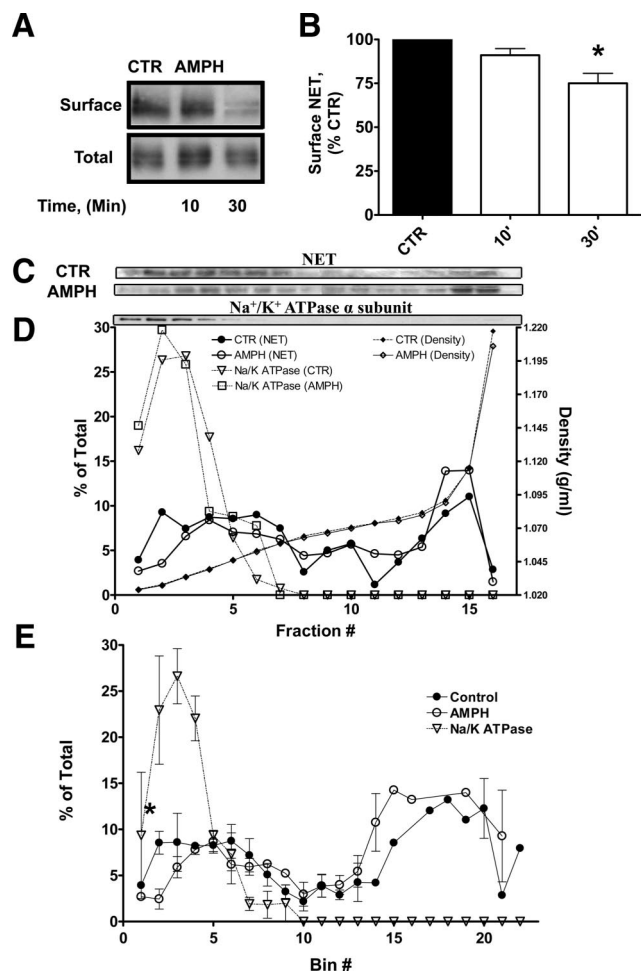 A
CTR AMPH
Surface
Total
Time, (Min) 10 30
B
Surface NET,
(% CTR)
100
75
50
25
0
*
CTR
10'
30'
C
NET
CTR
AMPH
Na+/K+ ATPase α subunit
D
CTR (NET)
AMPH (NET)
Na/K ATPase (CTR)
Na/K ATPase (AMPH)
CTR (Density)
AMPH (Density)
% of Total
30
25
20
15
10
5
0
Density (g/ml)
1.220
1.195
1.170
1.145
1.120
1.095
1.070
1.045
1.020
0 5 10 15
Fraction #
E
Control
AMPH
Na/K ATPase
% of Total
30
25
20
15
10
5
0
*
0 5 10 15 20
Bin #